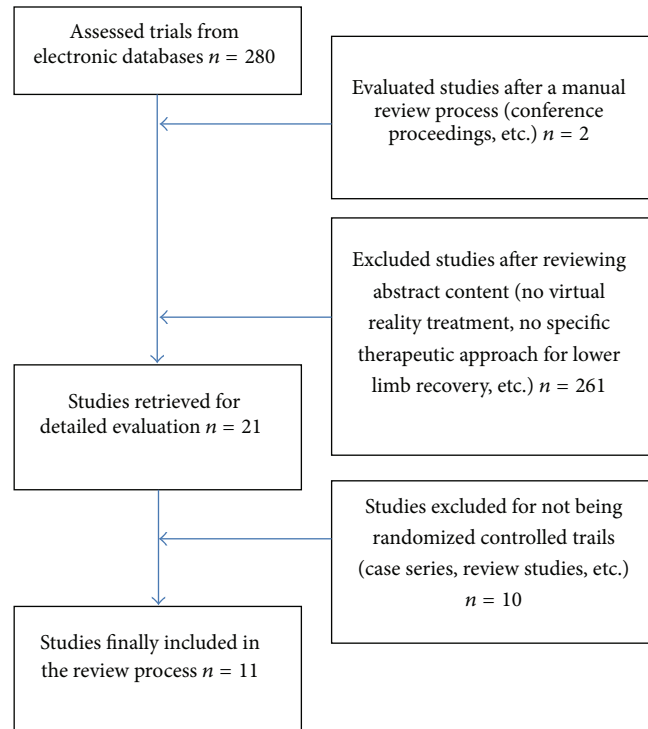 Assessed trials from
electronic databases n = 280
Evaluated studies after a manual
review process (conference
proceedings, etc.) n = 2
Excluded studies after reviewing
abstract content (no virtual
reality treatment, no specific
therapeutic approach for lower
limb recovery, etc.) n = 261
Studies retrieved for
detailed evaluation n = 21
Studies excluded for not being
randomized controlled trails
(case series, review studies, etc.)
n = 10
Studies finally included in
the review process n = 11